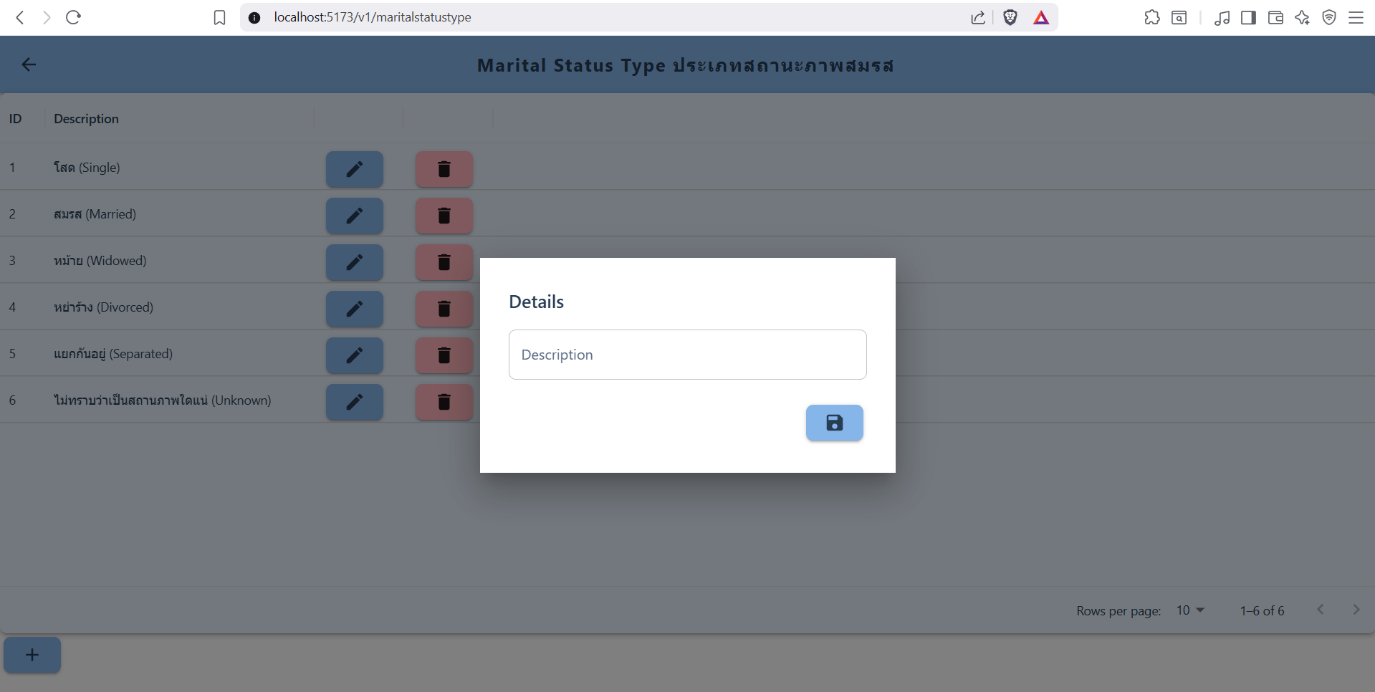 localhost:5173/v1/maritalstatustype
Marital Status Type ประเภทสถานะภาพสมรส
ID Description
1 โสด (Single)
2 สมรส (Married)
3 หม้าย (Widowed)
4 หย่าร้าง (Divorced)
5 แยกกันอยู่ (Separated)
6 ไม่ทราบว่าเป็นสถานภาพใดแน่ (Unknown)
Details
Description
Rows per page: 10 1–6 of 6